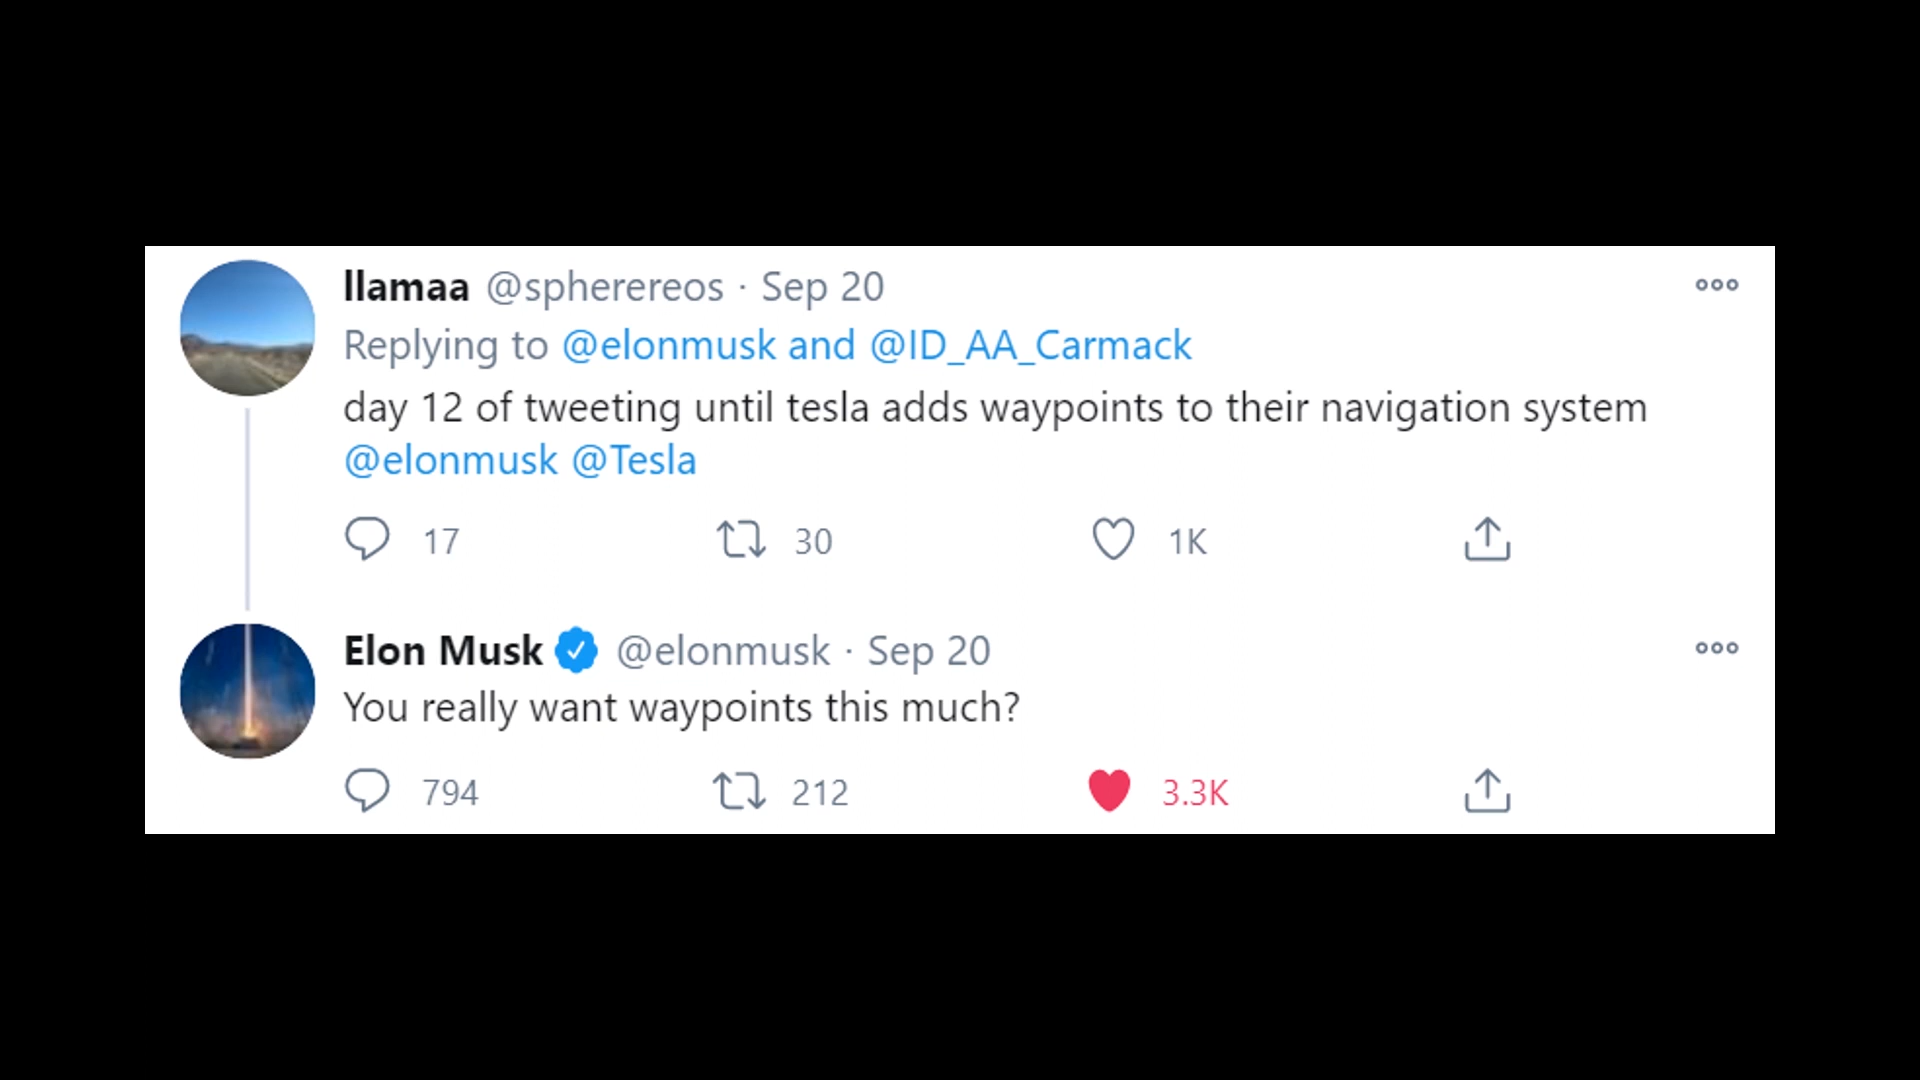 llamaa @spherereos · Sep 20
Replying to @elonmusk and @ID_AA_Carmack
day 12 of tweeting until tesla adds waypoints to their navigation system
@elonmusk @Tesla
17 30 1K
Elon Musk @elonmusk · Sep 20
You really want waypoints this much?
794 212 3.3K